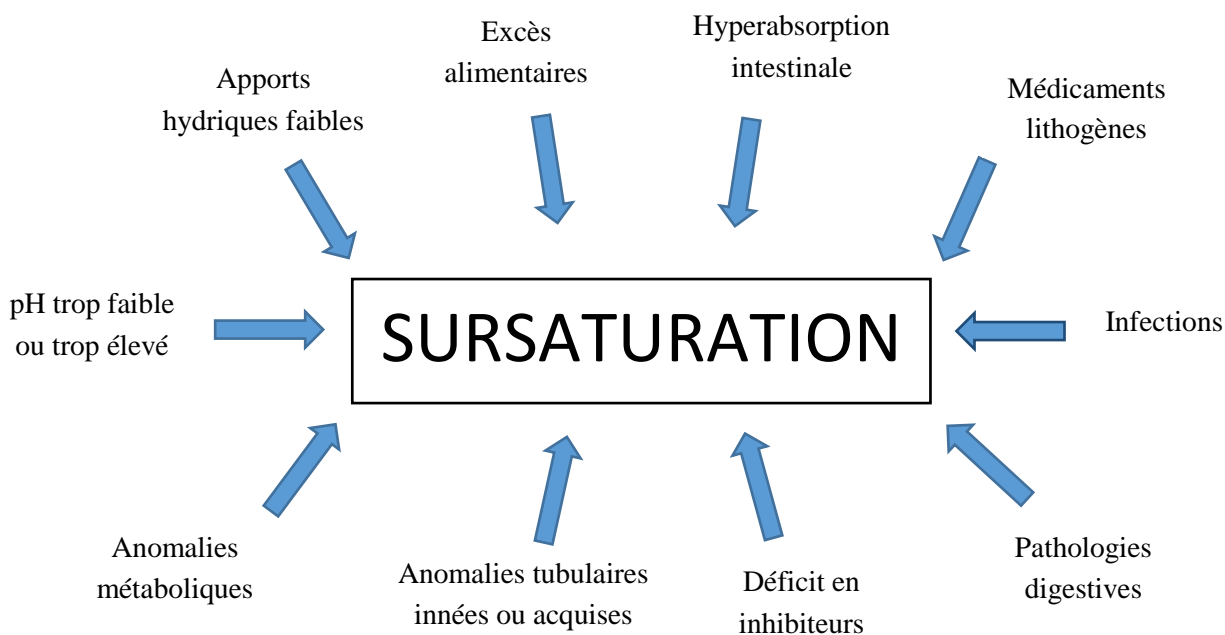 Excès
alimentaires
Hyperabsorption
intestinale
Apports
hydriques faibles
Médicaments
lithogènes
pH trop faible
ou trop élevé
SURSATURATION
Infections
Anomalies
métaboliques
Anomalies tubulaires
innées ou acquises
Déficit en
inhibiteurs
Pathologies
digestives